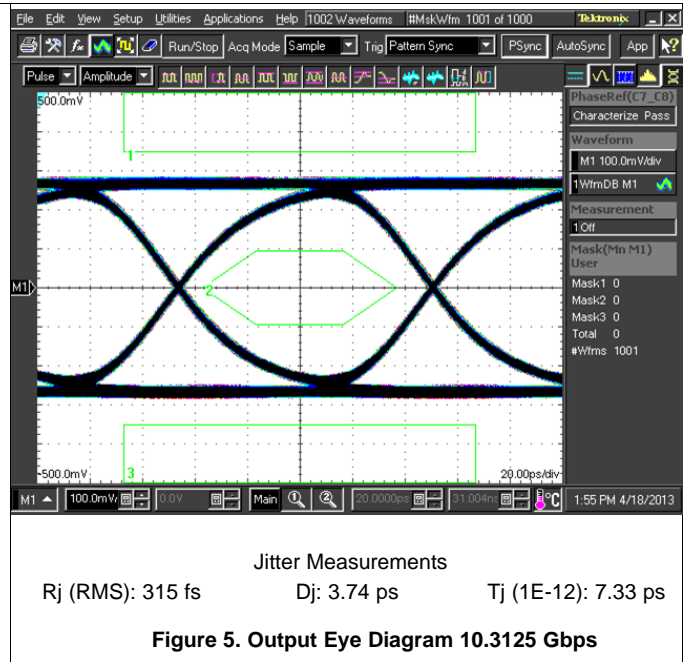 File Edit View Setup Utilities Applications Help 1002 Waveforms #MskWfm 1001 of 1000 Tektronix
Run/Stop Acq Mode Sample Trig Pattern Sync PSync AutoSync App
Pulse Amplitude
500.0mV
PhaseRef(C7_C8)
Characterize Pass
1
Waveform
M1 100.0mV/div
1 WfmDB M1
Measurement
1 Off
Mask(Mn M1)
User
M1
2
Mask1 0
Mask2 0
Mask3 0
Total 0
#Wfms 1001
3
-500.0mV
20.00ps/div
M1 100.0mV/ 0.0V Main 1 2 20.0000ps 31.004ns °C 1:55 PM 4/18/2013
Jitter Measurements
Rj (RMS): 315 fs Dj: 3.74 ps Tj (1E-12): 7.33 ps
Figure 5. Output Eye Diagram 10.3125 Gbps